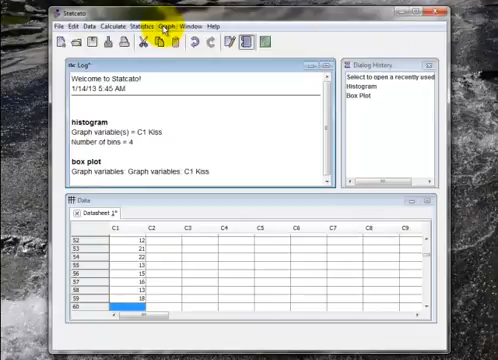 Statcato
File Edit Data Calculate Statistics Graph Window Help
Log*
Welcome to Statcato!
1/14/13 5:45 AM
histogram
Graph variable(s) = C1 Kiss
Number of bins = 4
box plot
Graph variables: Graph variables: C1 Kiss
Dialog History
Select to open a recently used
Histogram
Box Plot
Data
Datasheet 1*
C1 C2 C3 C4 C5 C6 C7 C8 C9
52 12
53 21
54 22
55 13
56 15
57 16
58 13
59 18
60